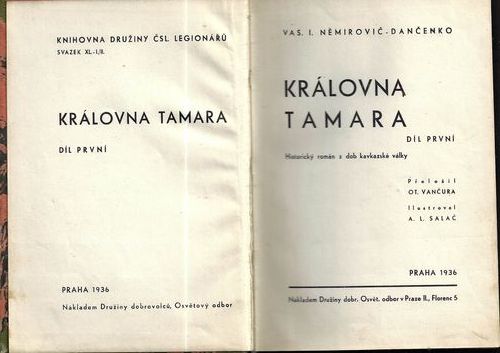 KNIHOVNA DRUŽINY ČSL. LEGIONÁŘŮ
SVAZEK XL.-I/II.
KRÁLOVNA TAMARA
DÍL PRVNÍ
PRAHA 1936
Nákladem Družiny dobrovolců, Osvětový odbor
VAS. I. NĚMIROVIČ-DANČENKO
KRÁLOVNA
TAMARA
DÍL PRVNÍ
Historický román z dob kavkazské války
Přeložil
OT. VANČURA
Ilustroval
A. L. SALAČ
PRAHA 1936
Nákladem Družiny dobr. Osvět. odbor v Praze II., Florenc 5